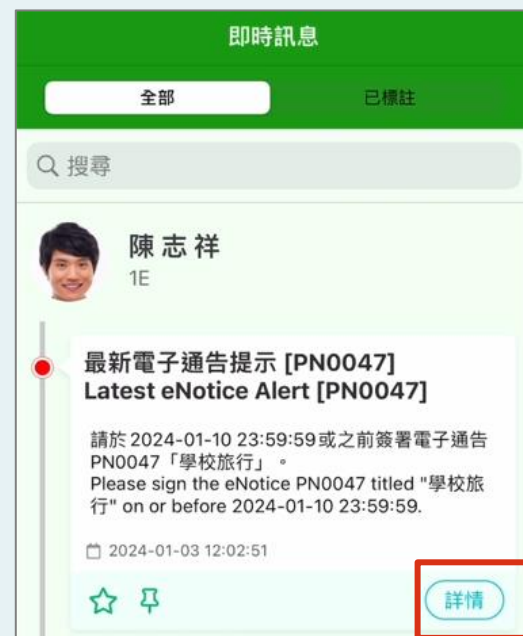 即時訊息
全部 已標註
搜尋
陳志祥
1E
最新電子通告提示 [PN0047]
Latest eNotice Alert [PN0047]
請於2024-01-10 23:59:59或之前簽署電子通告
PN0047「學校旅行」。
Please sign the eNotice PN0047 titled "學校旅
行" on or before 2024-01-10 23:59:59.
2024-01-03 12:02:51
詳情